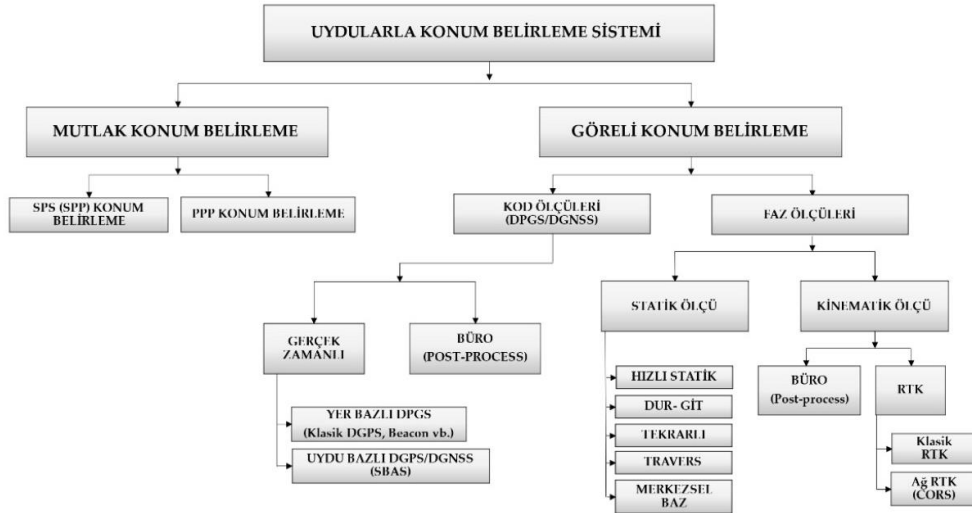 UYDULARLA KONUM BELİRLEME SİSTEMİ
MUTLAK KONUM BELİRLEME
GÖRELİ KONUM BELİRLEME
SPS (SPP) KONUM
BELİRLEME
PPP KONUM BELİRLEME
KOD ÖLÇÜLERİ
(DPGS/DGNSS)
FAZ ÖLÇÜLERİ
STATİK ÖLÇÜ
KİNEMATİK ÖLÇÜ
GERÇEK
ZAMANLI
BÜRO
(POST-PROCESS)
HIZLI STATİK
DUR- GİT
TEKRARLI
TRAVERS
MERKEZSEL
BAZ
BÜRO
(Post-process)
RTK
YER BAZLI DPGS
(Klasik DGPS, Beacon vb.)
UYDU BAZLI DGPS/DGNSS
(SBAS)
Klasik
RTK
Ağ RTK
(CORS)